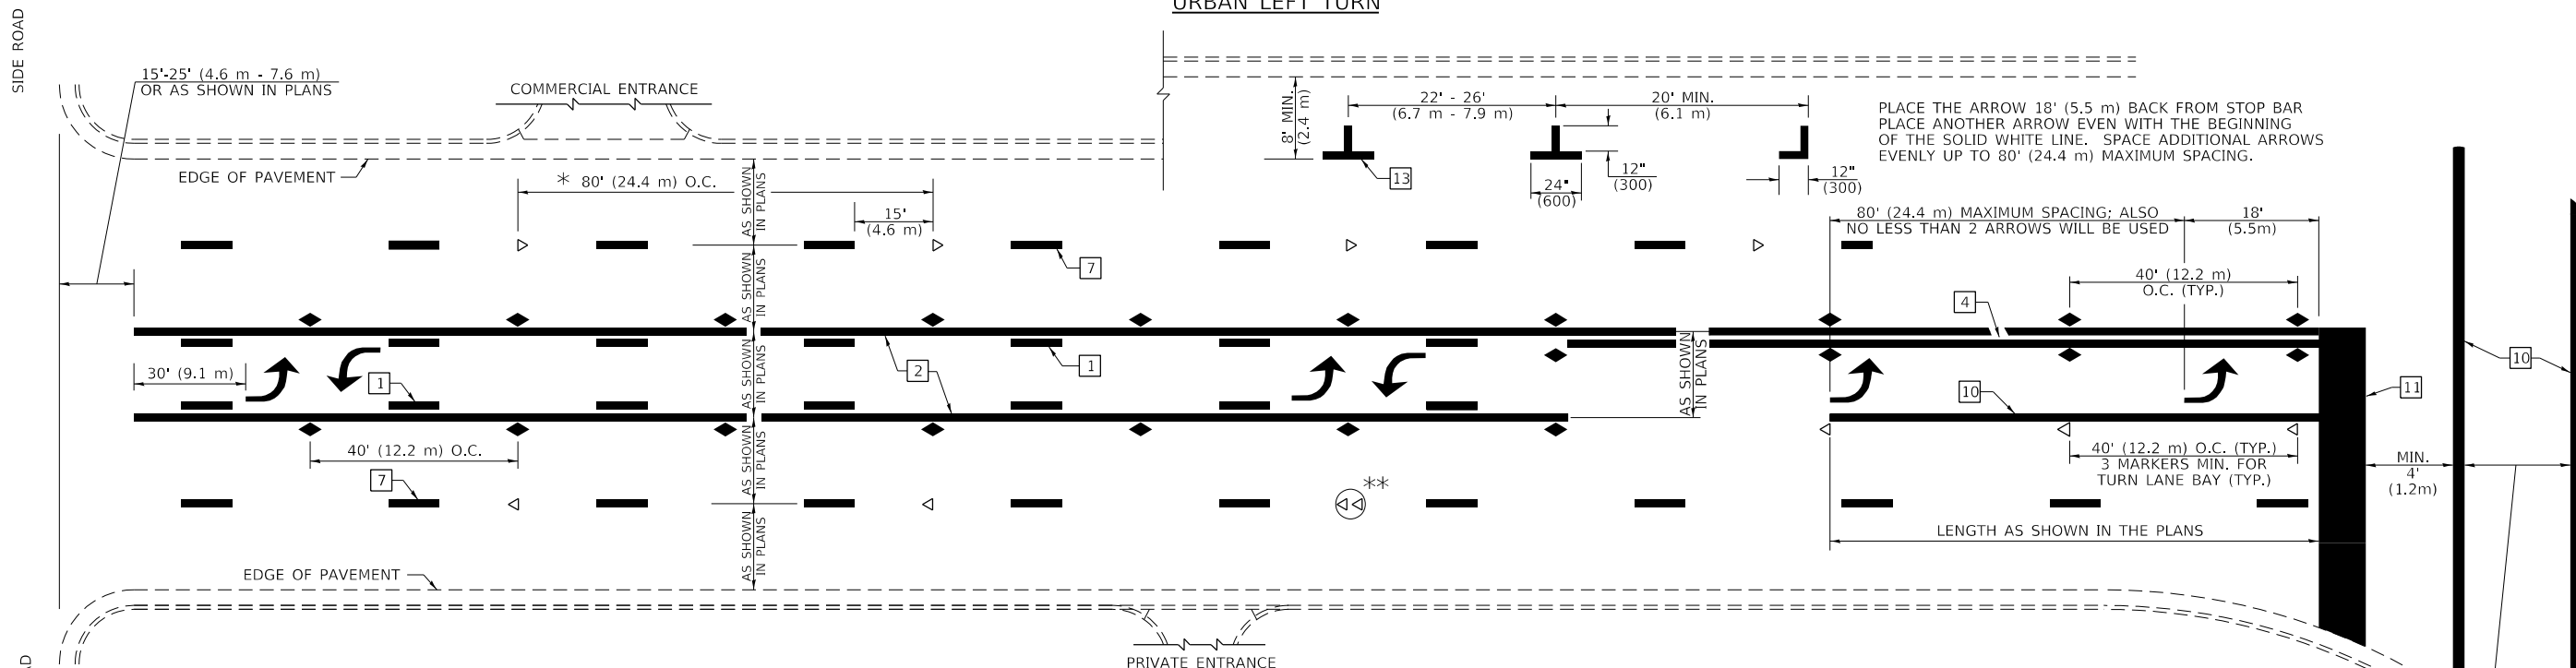 URBAN LEFT TURN
SIDE ROAD
15'-25' (4.6 m - 7.6 m)
OR AS SHOWN IN PLANS
COMMERCIAL ENTRANCE
EDGE OF PAVEMENT
* 80' (24.4 m) O.C.
15'
(4.6 m)
8' MIN.
(2.4 m)
22' - 26'
(6.7 m - 7.9 m)
20' MIN.
(6.1 m)
13
24"
(600)
12"
(300)
12"
(300)
PLACE THE ARROW 18' (5.5 m) BACK FROM STOP BAR
PLACE ANOTHER ARROW EVEN WITH THE BEGINNING
OF THE SOLID WHITE LINE. SPACE ADDITIONAL ARROWS
EVENLY UP TO 80' (24.4 m) MAXIMUM SPACING.
80' (24.4 m) MAXIMUM SPACING; ALSO
NO LESS THAN 2 ARROWS WILL BE USED
18'
(5.5m)
40' (12.2 m)
O.C. (TYP.)
AS SHOWN
IN PLANS
AS SHOWN
IN PLANS
AS SHOWN
IN PLANS
AS SHOWN
IN PLANS
AS SHOWN
IN PLANS
7
4
30' (9.1 m)
1
2
1
AS SHOWN
IN PLANS
10
11
10
40' (12.2 m) O.C.
7
**
40' (12.2 m) O.C. (TYP.)
3 MARKERS MIN. FOR
TURN LANE BAY (TYP.)
MIN.
4'
(1.2m)
LENGTH AS SHOWN IN THE PLANS
EDGE OF PAVEMENT
PRIVATE ENTRANCE